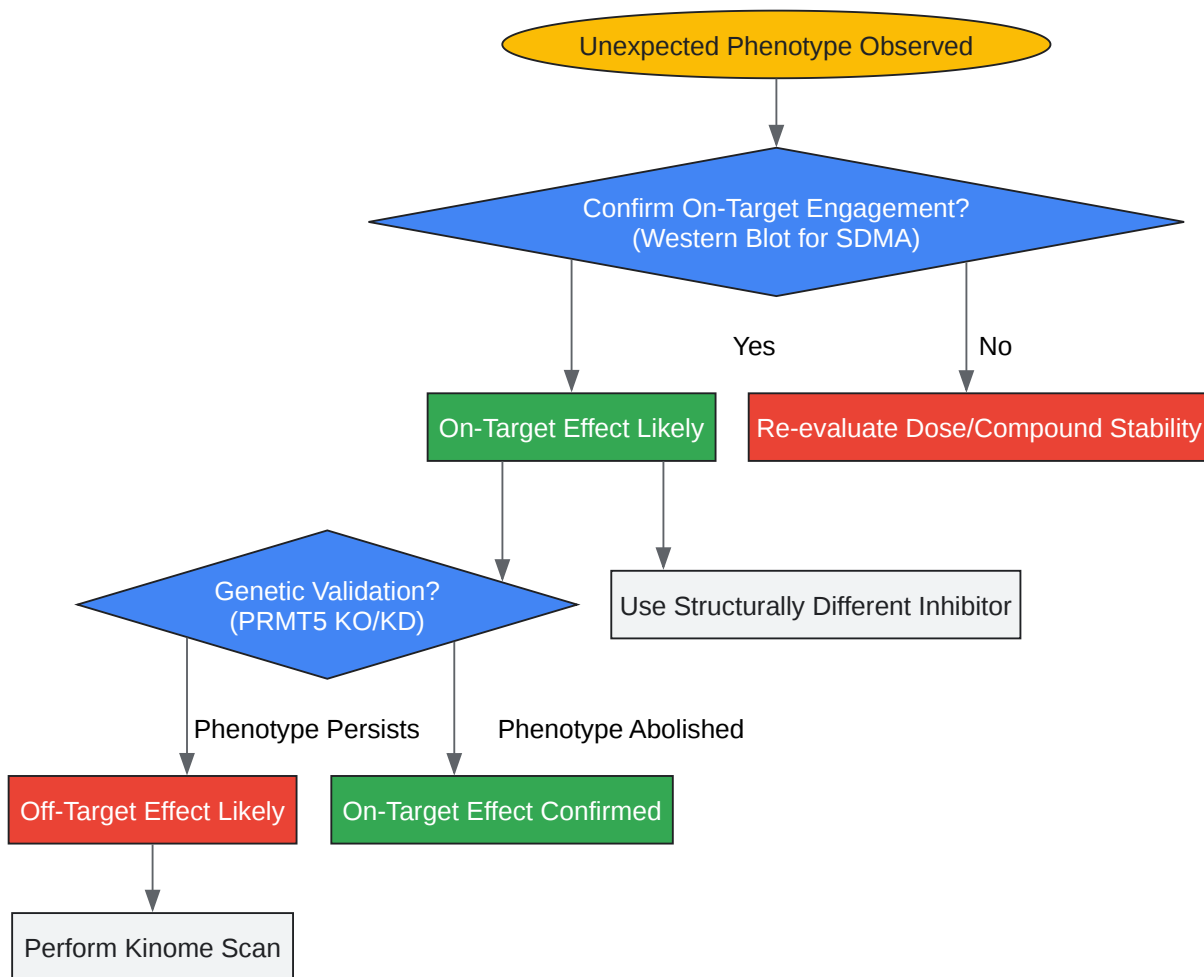 Unexpected Phenotype Observed
Confirm On-Target Engagement?
(Western Blot for SDMA)
Yes
No
On-Target Effect Likely
Re-evaluate Dose/Compound Stability
Genetic Validation?
(PRMT5 KO/KD)
Use Structurally Different Inhibitor
Phenotype Persists
Phenotype Abolished
Off-Target Effect Likely
On-Target Effect Confirmed
Perform Kinome Scan